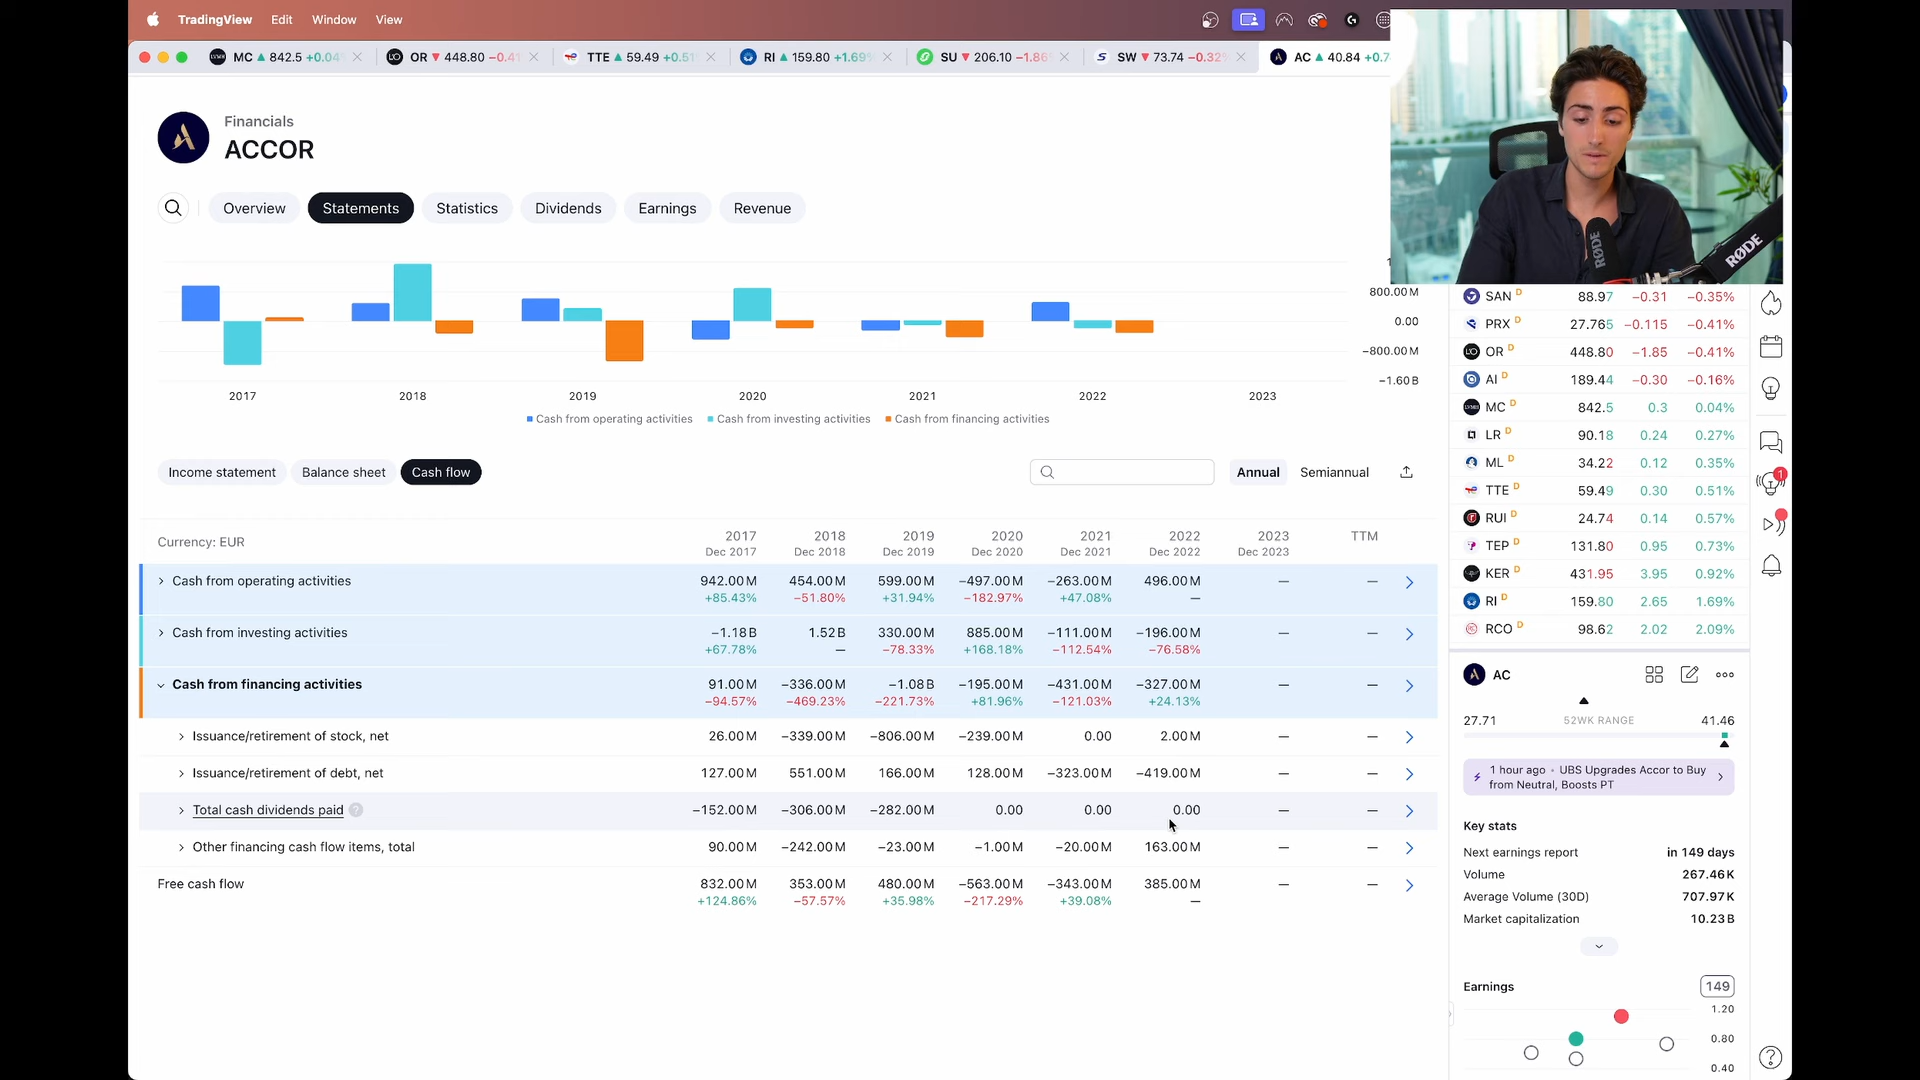 TradingView Edit Window View
MC 842.5 +0.04
OR 448.80 −0.41
TTE 59.49 +0.51
RI 159.80 +1.69
SU 206.10 −1.86
SW 73.74 −0.32%
AC 40.84 +0.7
Financials
ACCOR
Overview Statements Statistics Dividends Earnings Revenue
800.00 M
0.00
−800.00 M
−1.60 B
2017 2018 2019 2020 2021 2022 2023
Cash from operating activities Cash from investing activities Cash from financing activities
Income statement Balance sheet Cash flow
Annual Semiannual
Currency: EUR
2017 2018 2019 2020 2021 2022 2023 TTM
Dec 2017 Dec 2018 Dec 2019 Dec 2020 Dec 2021 Dec 2022 Dec 2023
Cash from operating activities 942.00 M 454.00 M 599.00 M −497.00 M −263.00 M 496.00 M — —
+85.43% −51.80% +31.94% −182.97% +47.08% —
Cash from investing activities −1.18 B 1.52 B 330.00 M 885.00 M −111.00 M −196.00 M — —
+67.78% — −78.33% +168.18% −112.54% −76.58%
Cash from financing activities 91.00 M −336.00 M −1.08 B −195.00 M −431.00 M −327.00 M — —
−94.57% −469.23% −221.73% +81.96% −121.03% +24.13%
Issuance/retirement of stock, net 26.00 M −339.00 M −806.00 M −239.00 M 0.00 2.00 M — —
Issuance/retirement of debt, net 127.00 M 551.00 M 166.00 M 128.00 M −323.00 M −419.00 M — —
Total cash dividends paid ? −152.00 M −306.00 M −282.00 M 0.00 0.00 0.00 — —
Other financing cash flow items, total 90.00 M −242.00 M −23.00 M −1.00 M −20.00 M 163.00 M — —
Free cash flow 832.00 M 353.00 M 480.00 M −563.00 M −343.00 M 385.00 M — —
+124.86% −57.57% +35.98% −217.29% +39.08% —
RØDE
RØDE
SAN D 88.97 −0.31 −0.35%
PRX D 27.765 −0.115 −0.41%
OR D 448.80 −1.85 −0.41%
AI D 189.44 −0.30 −0.16%
MC D 842.5 0.3 0.04%
LR D 90.18 0.24 0.27%
ML D 34.22 0.12 0.35%
TTE D 59.49 0.30 0.51%
RUI D 24.74 0.14 0.57%
TEP D 131.80 0.95 0.73%
KER D 431.95 3.95 0.92%
RI D 159.80 2.65 1.69%
RCO D 98.62 2.02 2.09%
1
AC
27.71 52WK RANGE 41.46
1 hour ago • UBS Upgrades Accor to Buy
from Neutral, Boosts PT
Key stats
Next earnings report in 149 days
Volume 267.46 K
Average Volume (30D) 707.97 K
Market capitalization 10.23 B
Earnings 149
1.20
0.80
0.40